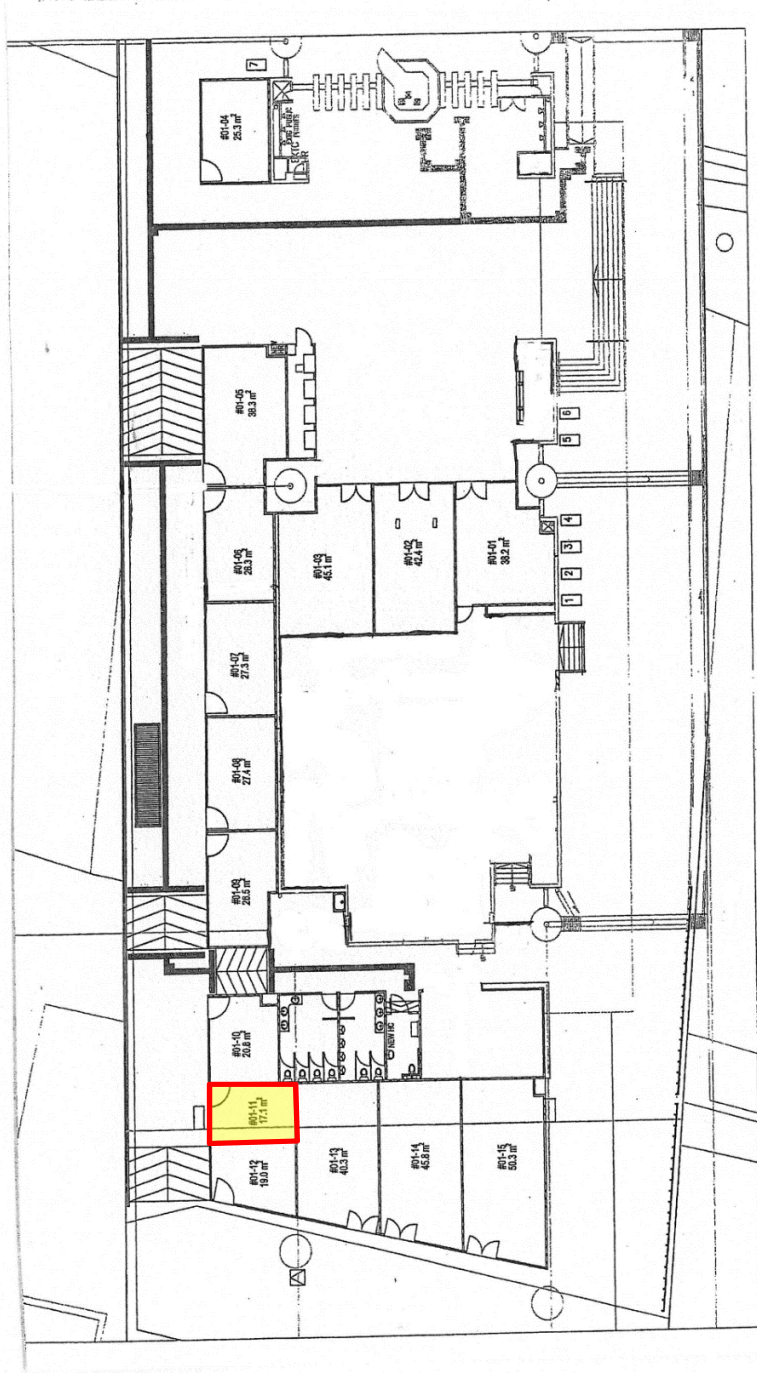 7
#01-04
25.3 m²
#01-05
38.3 m²
6
5
#01-06
26.3 m²
#01-03
45.1 m²
#01-02
42.4 m²
#01-01
38.2 m²
4
3
2
1
#01-07
27.3 m²
#01-08
27.4 m²
#01-09
26.5 m²
#01-10
20.8 m²
NEW HC
#01-11
17.1 m²
#01-12
19.0 m²
#01-13
40.3 m²
#01-14
45.8 m²
#01-15
50.3 m²